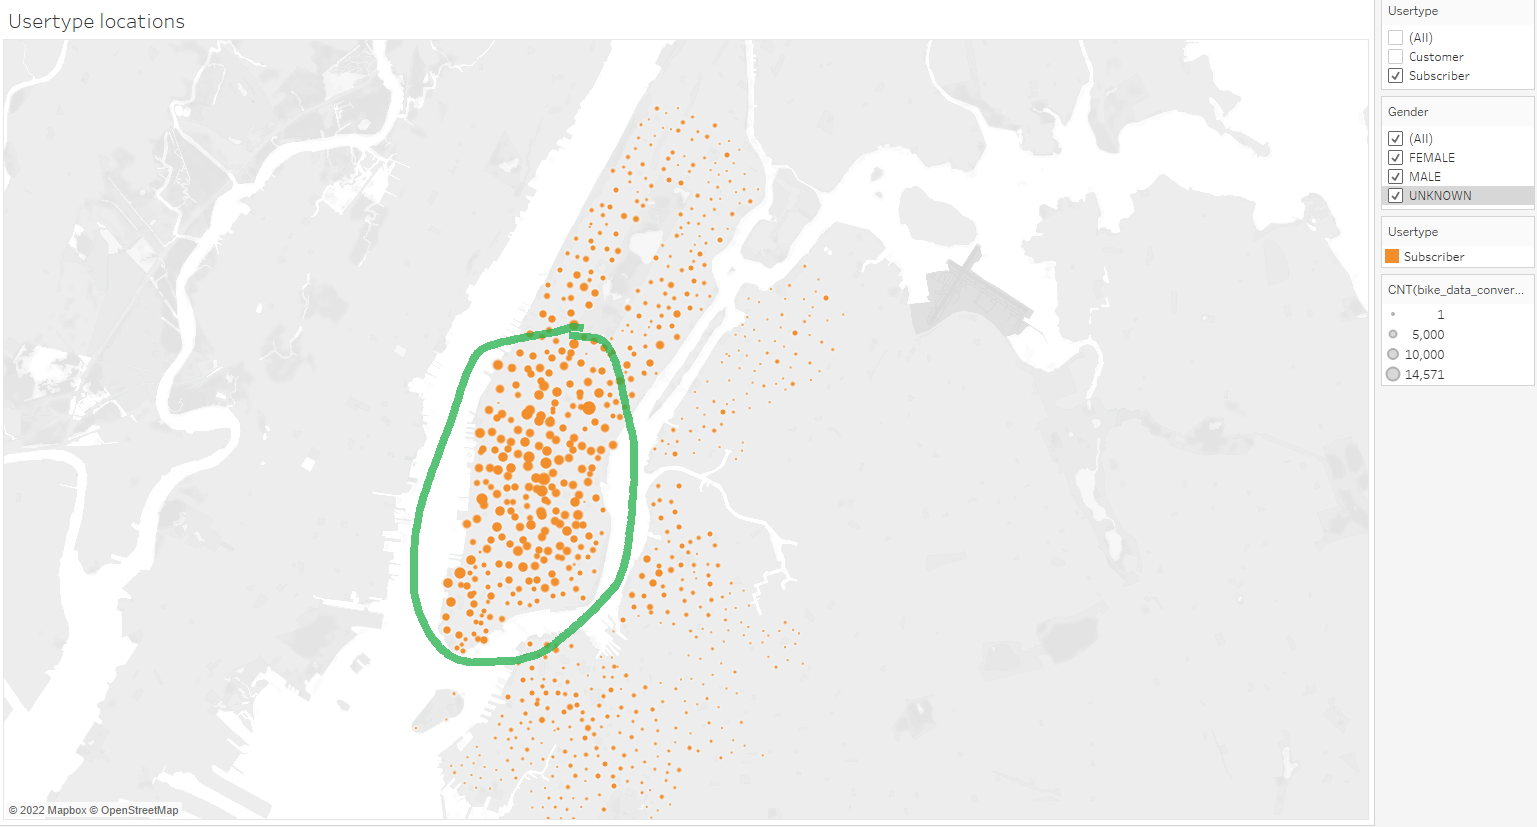 Usertype locations
Usertype
(All)
Customer
Subscriber
Gender
(All)
FEMALE
MALE
UNKNOWN
Usertype
Subscriber
CNT(bike_data_conver...
1
5,000
10,000
14,571
© 2022 Mapbox © OpenStreetMap